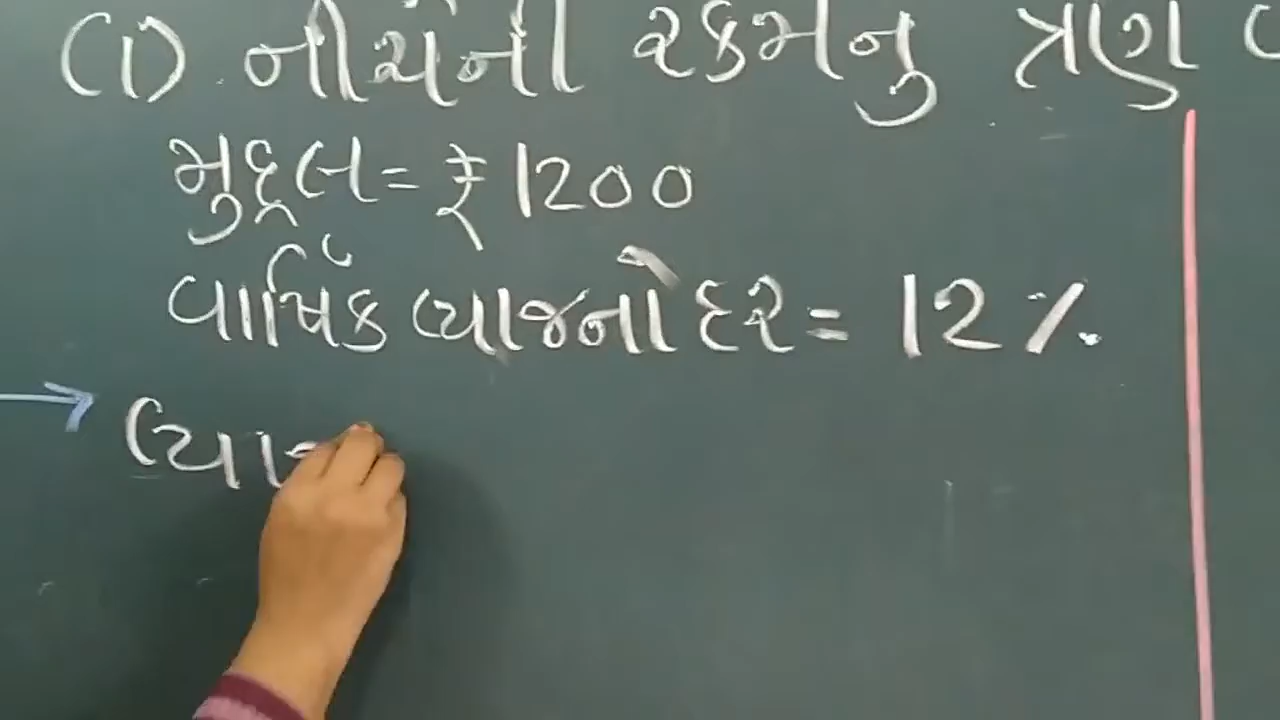 (1) નીચેની રકમનુ ત્રણ
મુદ્દલ = ₹ 1200
વાર્ષિક વ્યાજનો દર = 12 %
વ્યા